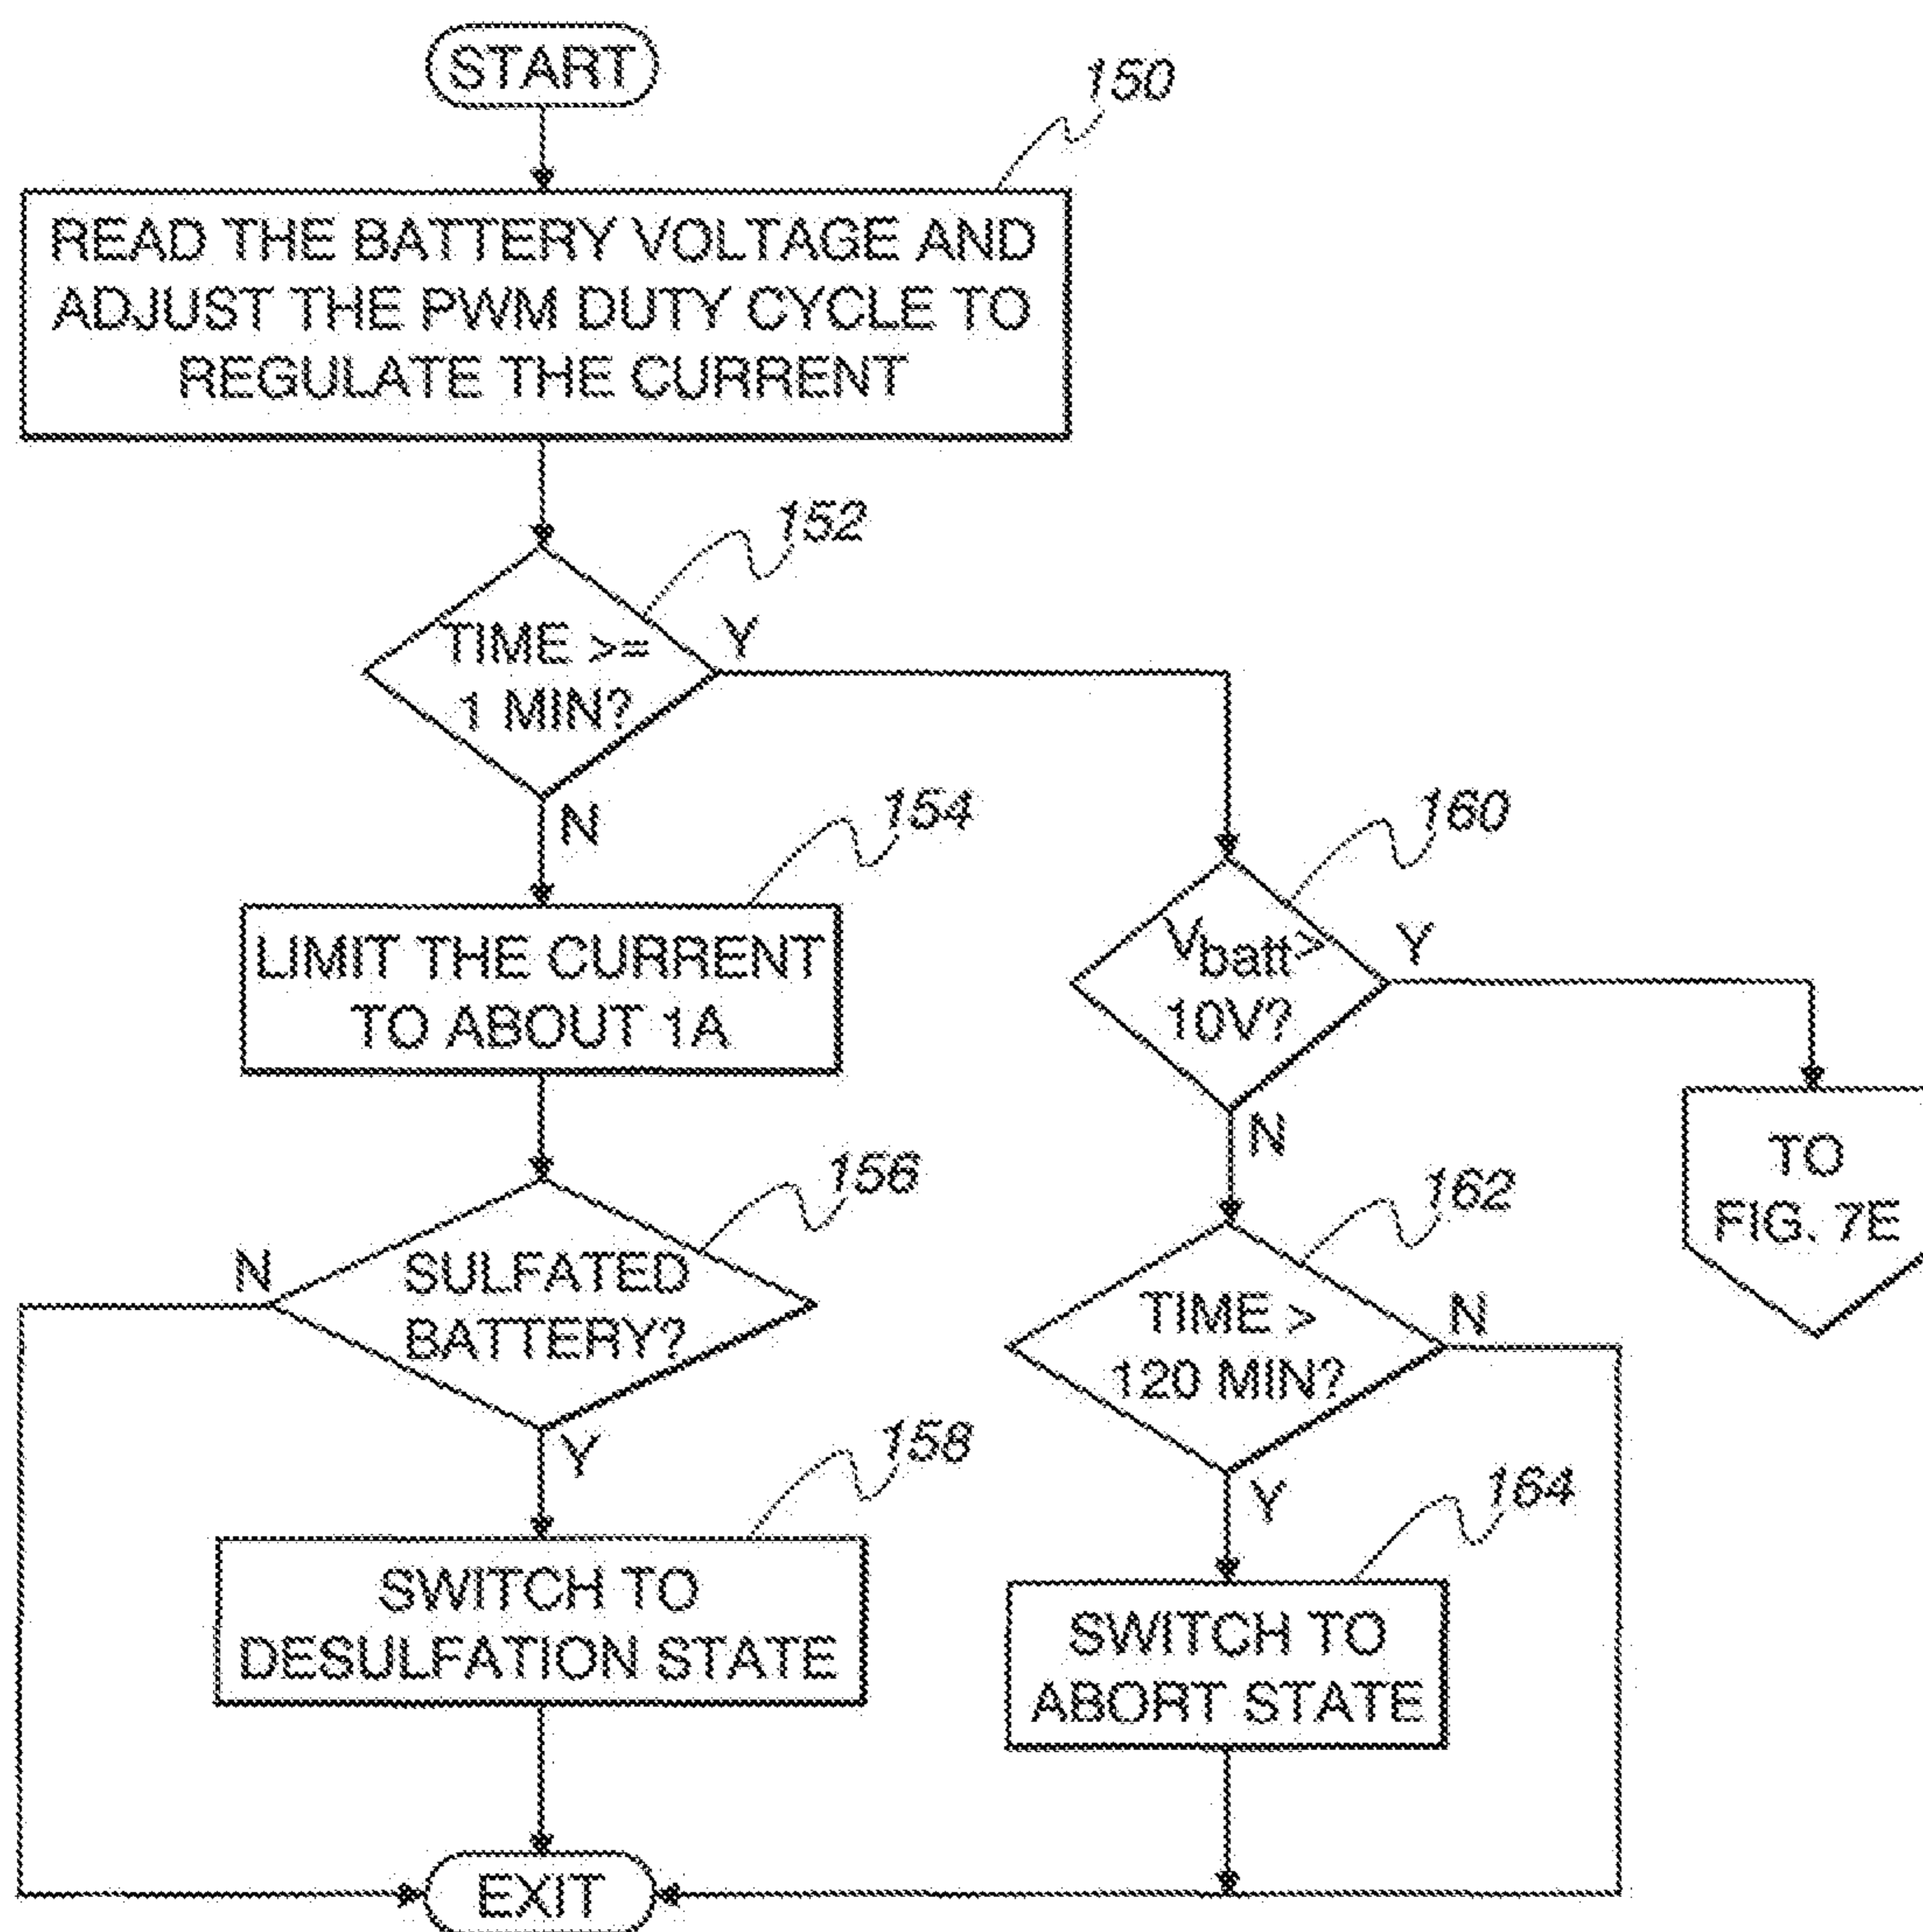 START
150
READ THE BATTERY VOLTAGE AND
ADJUST THE PWM DUTY CYCLE TO
REGULATE THE CURRENT
152
TIME >=
1 MIN?
Y
N
154
LIMIT THE CURRENT
TO ABOUT 1A
160
Vbatt>
10V?
Y
N
TO
FIG. 7E
156
SULFATED
BATTERY?
N
Y
162
TIME >
120 MIN?
N
Y
158
SWITCH TO
DESULFATION STATE
164
SWITCH TO
ABORT STATE
EXIT